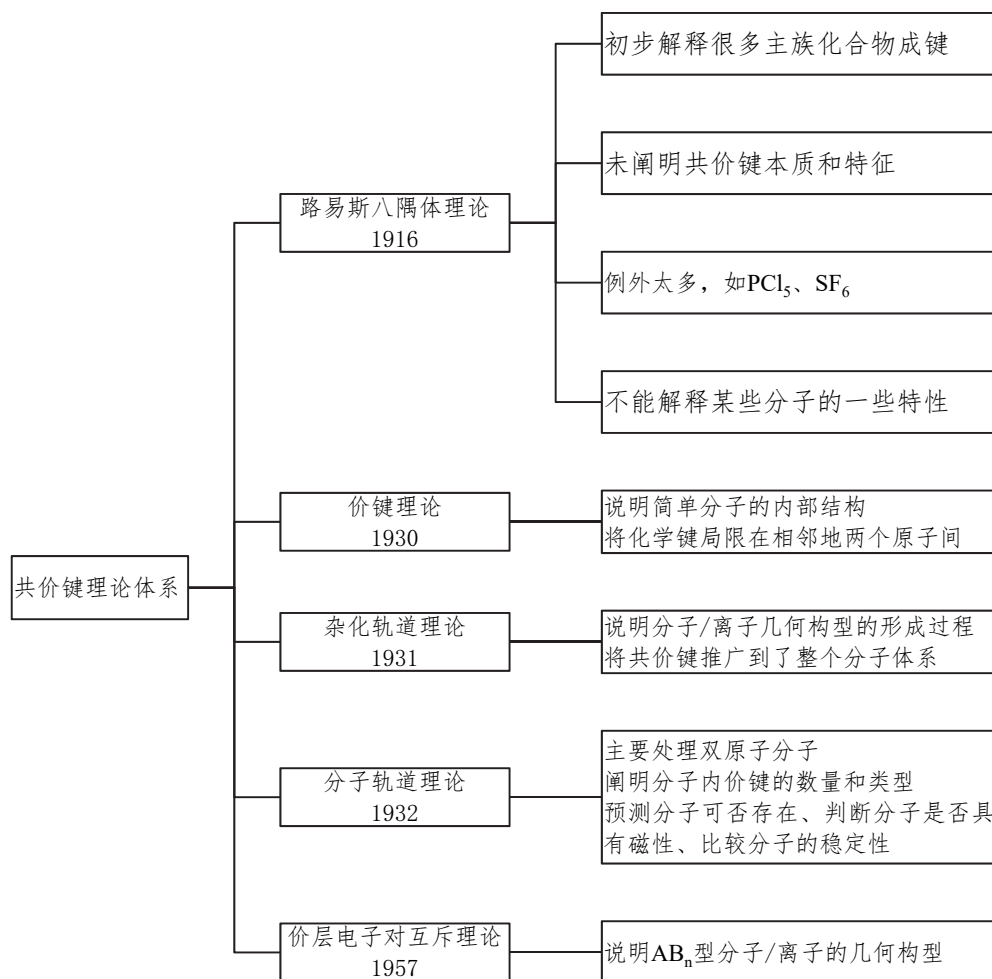 初步解释很多主族化合物成键
未阐明共价键本质和特征
路易斯八隅体理论
1916
例外太多，如PCl₅、SF₆
不能解释某些分子的一些特性
价键理论
1930
说明简单分子的内部结构
将化学键局限在相邻地两个原子间
共价键理论体系
杂化轨道理论
1931
说明分子/离子几何构型的形成过程
将共价键推广到了整个分子体系
分子轨道理论
1932
主要处理双原子分子
阐明分子内价键的数量和类型
预测分子可否存在、判断分子是否具
有磁性、比较分子的稳定性
价层电子对互斥理论
1957
说明ABₙ型分子/离子的几何构型